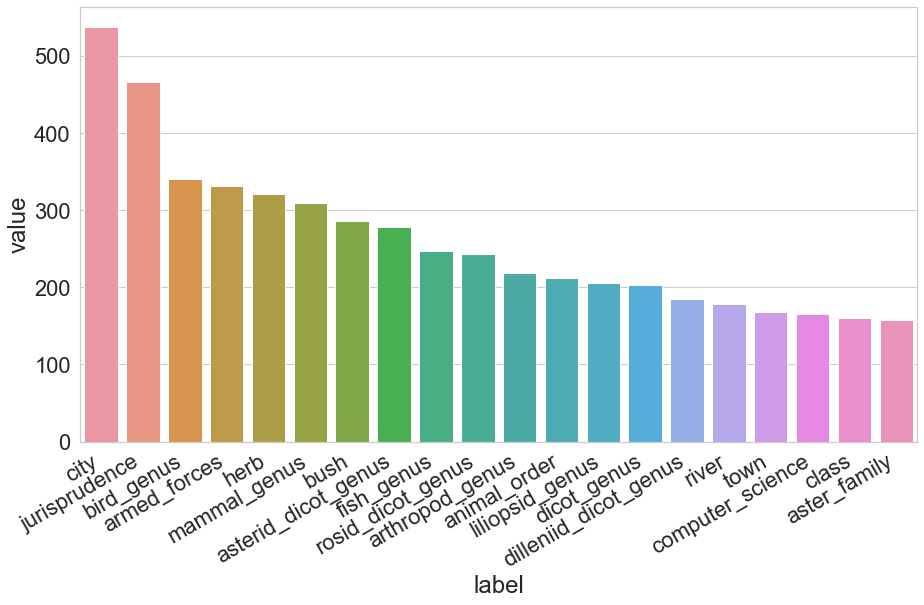 500
400
300
200
100
0
value
city
jurisprudence
bird_genus
armed_forces
herb
mammal_genus
bush
asterid_dicot_genus
fish_genus
rosid_dicot_genus
arthropod_genus
animal_order
liliopsid_genus
dicot_genus
dilleniid_dicot_genus
river
town
computer_science
class
aster_family
label